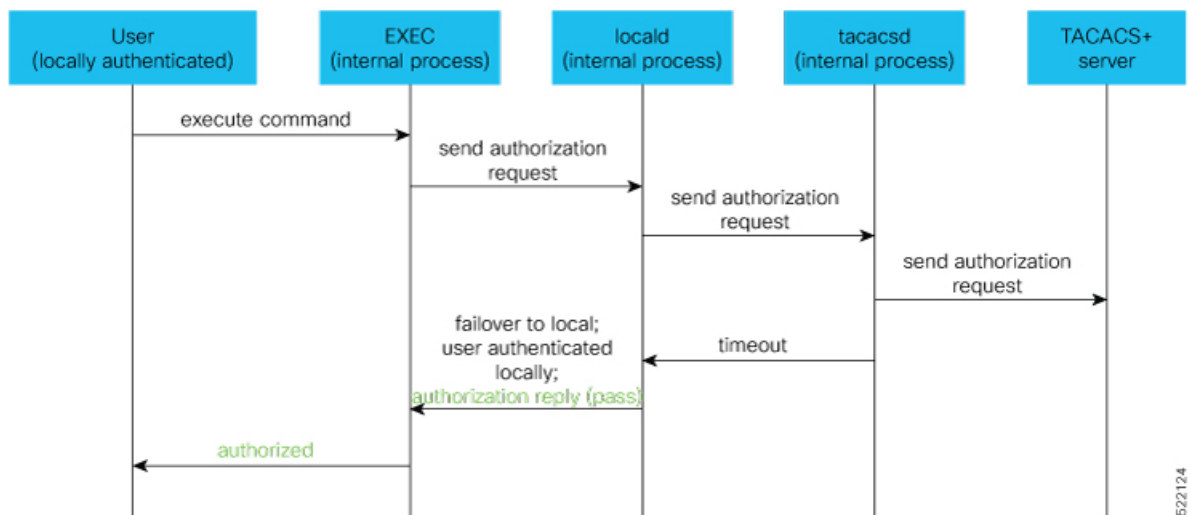 User
(locally authenticated)
EXEC
(internal process)
locald
(internal process)
tacacsd
(internal process)
TACACS+
server
execute command
send authorization
request
send authorization
request
send authorization
request
timeout
failover to local;
user authenticated
locally;
authorization reply (pass)
authorized
522124